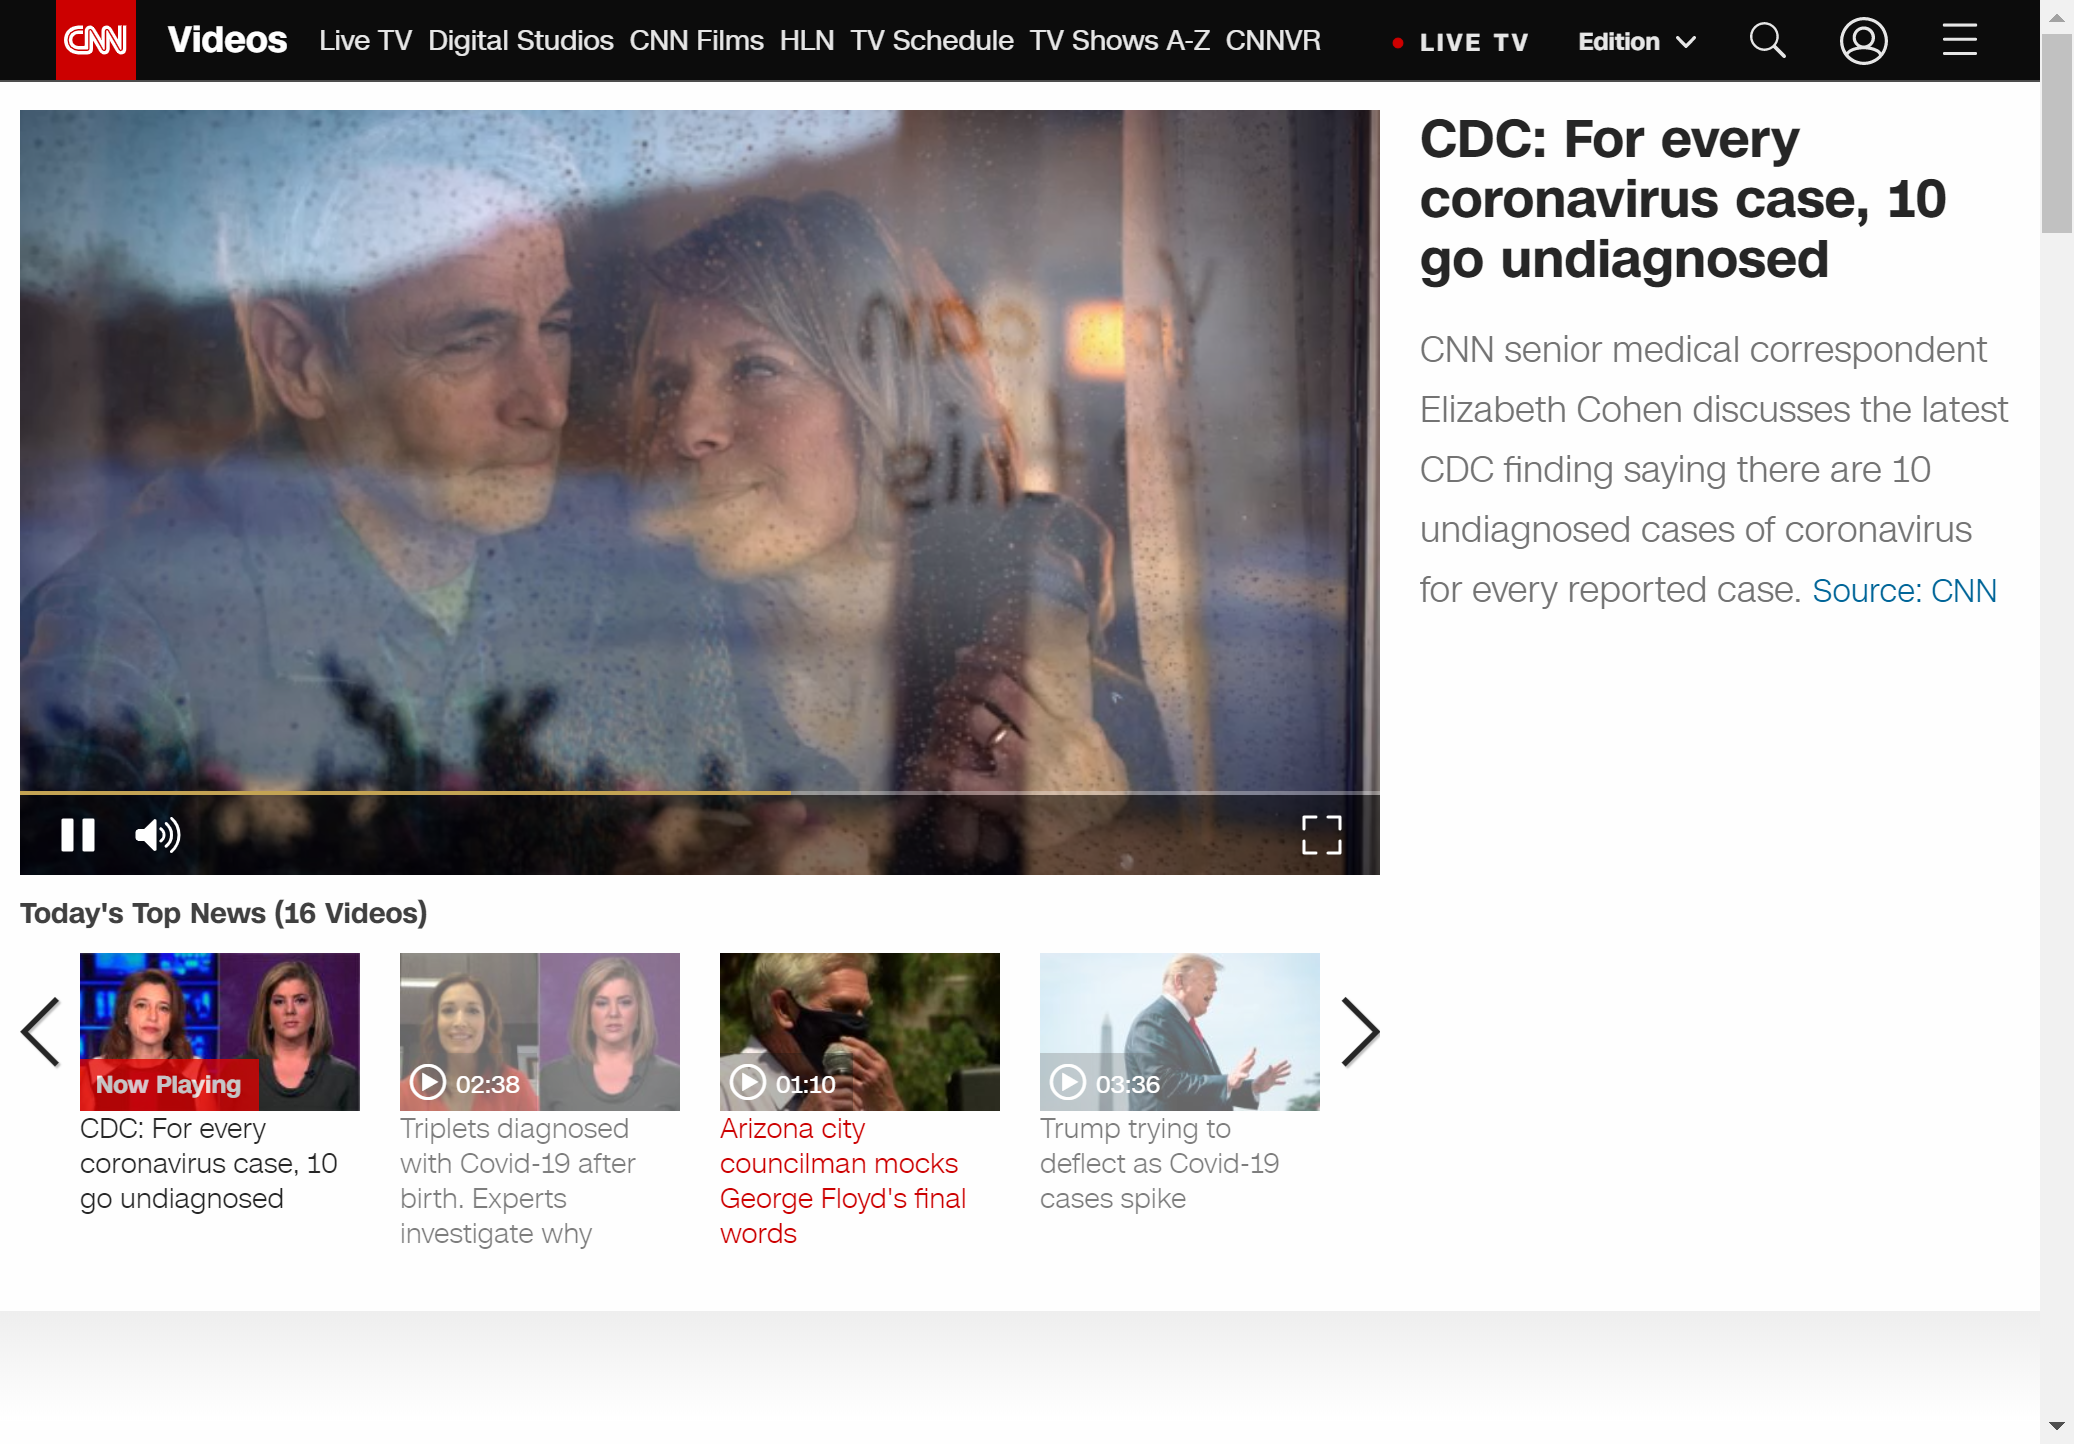 CNN Videos Live TV Digital Studios CNN Films HLN TV Schedule TV Shows A-Z CNNVR LIVE TV Edition
CDC: For every
coronavirus case, 10
go undiagnosed
CNN senior medical correspondent
Elizabeth Cohen discusses the latest
CDC finding saying there are 10
undiagnosed cases of coronavirus
for every reported case. Source: CNN
Today's Top News (16 Videos)
Now Playing
CDC: For every
coronavirus case, 10
go undiagnosed
02:38
Triplets diagnosed
with Covid-19 after
birth. Experts
investigate why
01:10
Arizona city
councilman mocks
George Floyd's final
words
03:36
Trump trying to
deflect as Covid-19
cases spike